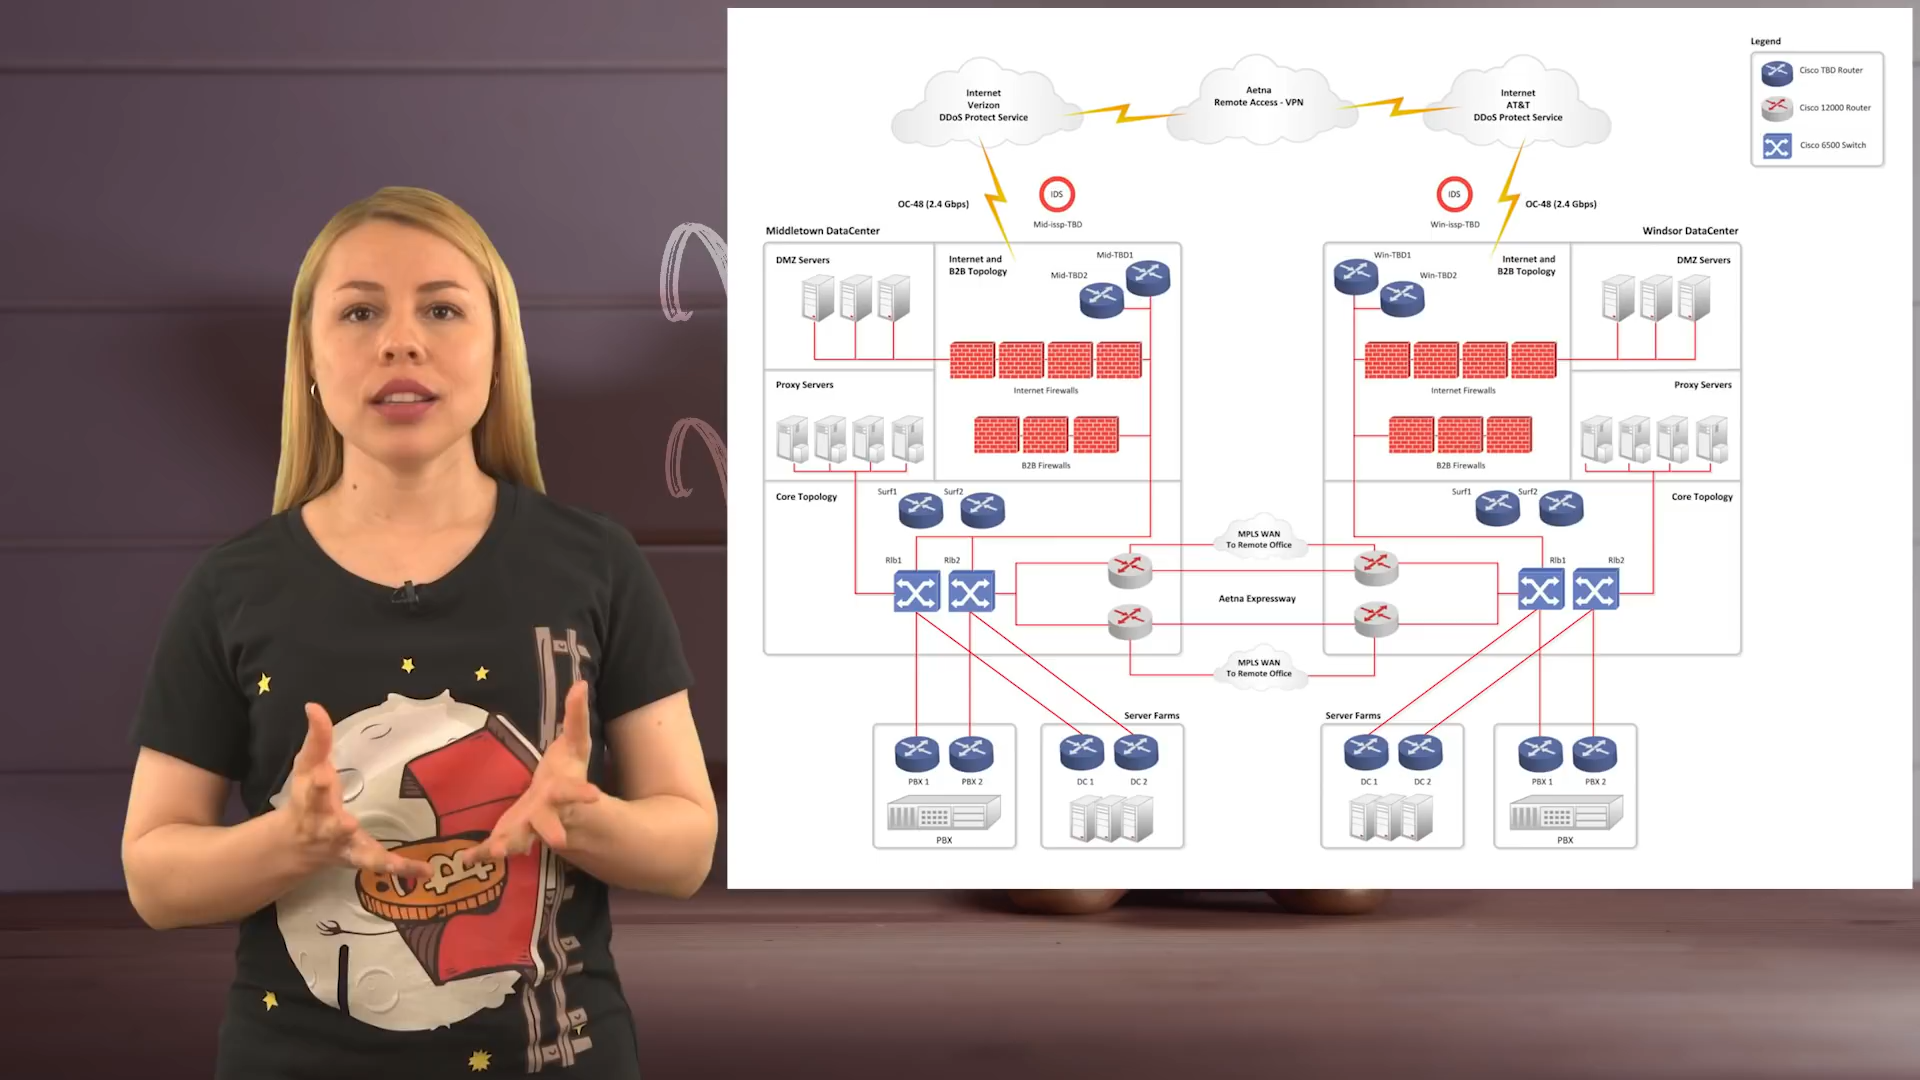 Legend
Cisco TBD Router
Cisco 12000 Router
Cisco 6500 Switch
Internet
Verizon
DDoS Protect Service
Aetna
Remote Access - VPN
Internet
AT&T
DDoS Protect Service
OC-48 (2.4 Gbps)
IDS
Mid-issp-TBD
IDS
Win-issp-TBD
OC-48 (2.4 Gbps)
Middletown DataCenter
DMZ Servers
Internet and
B2B Topology
Mid-TBD1
Mid-TBD2
Internet Firewalls
Proxy Servers
B2B Firewalls
Core Topology
Surf1
Surf2
Rlb1
Rlb2
Windsor DataCenter
Win-TBD1
Win-TBD2
Internet and
B2B Topology
DMZ Servers
Internet Firewalls
Proxy Servers
B2B Firewalls
Surf1
Surf2
Core Topology
Rlb1
Rlb2
MPLS WAN
To Remote Office
Aetna Expressway
MPLS WAN
To Remote Office
PBX 1
PBX 2
PBX
Server Farms
DC 1
DC 2
Server Farms
DC 1
DC 2
PBX 1
PBX 2
PBX